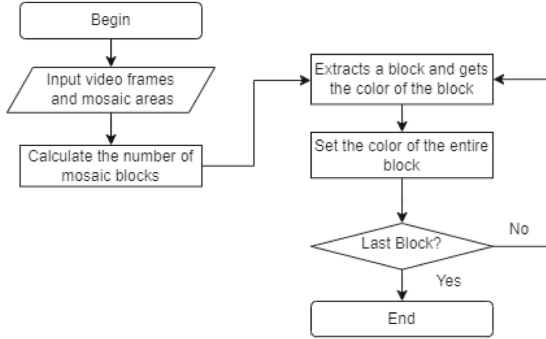 Begin
Input video frames
and mosaic areas
Calculate the number of
mosaic blocks
Extracts a block and gets
the color of the block
Set the color of the entire
block
Last Block?
No
Yes
End